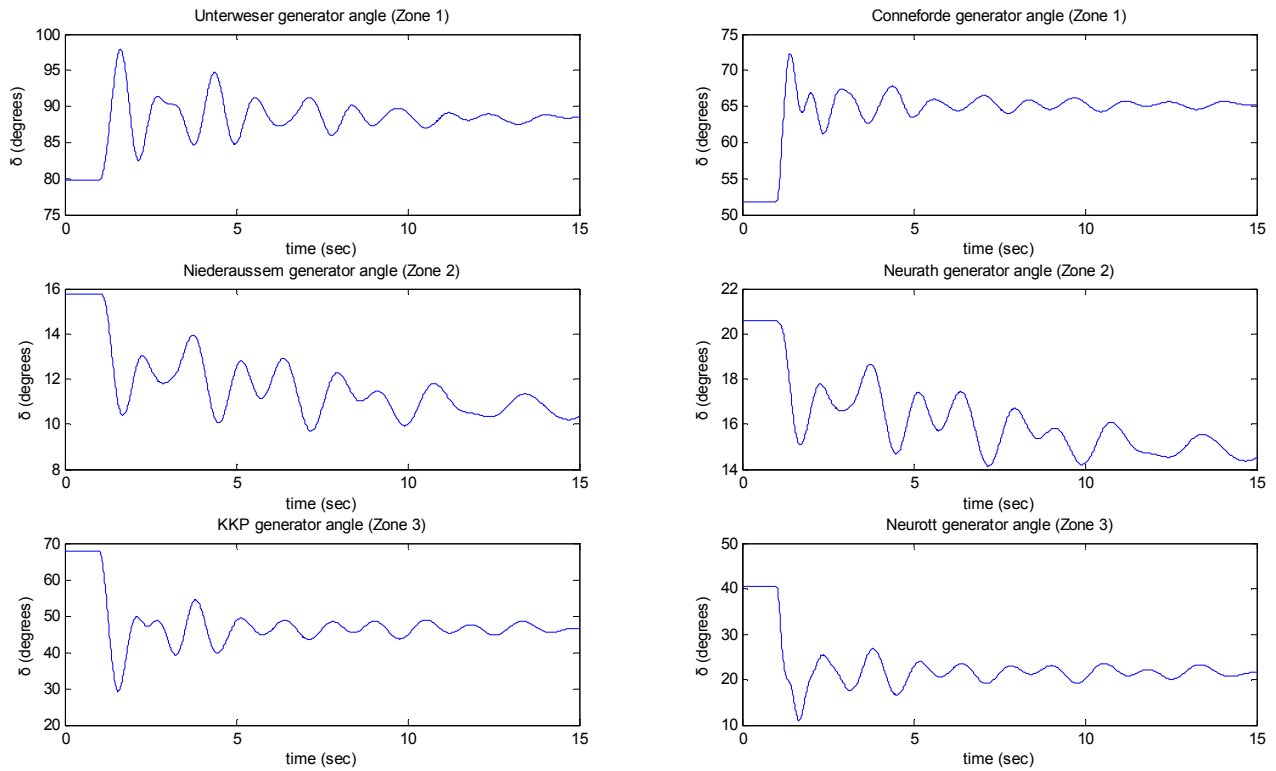 Unterweser generator angle (Zone 1)
100
95
90
85
80
75
δ (degrees)
0 5 10 15
time (sec)
Conneforde generator angle (Zone 1)
75
70
65
60
55
50
δ (degrees)
0 5 10 15
time (sec)
Niederaussem generator angle (Zone 2)
16
14
12
10
8
δ (degrees)
0 5 10 15
time (sec)
Neurath generator angle (Zone 2)
22
20
18
16
14
δ (degrees)
0 5 10 15
time (sec)
KKP generator angle (Zone 3)
70
60
50
40
30
20
δ (degrees)
0 5 10 15
time (sec)
Neurott generator angle (Zone 3)
50
40
30
20
10
δ (degrees)
0 5 10 15
time (sec)